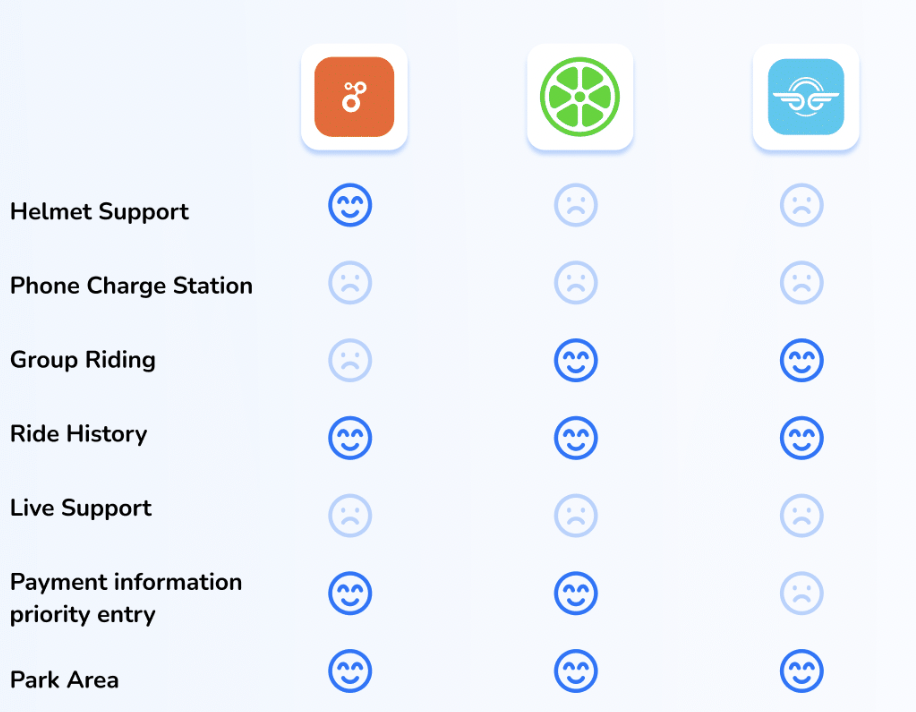 Helmet Support
Phone Charge Station
Group Riding
Ride History
Live Support
Payment information
priority entry
Park Area